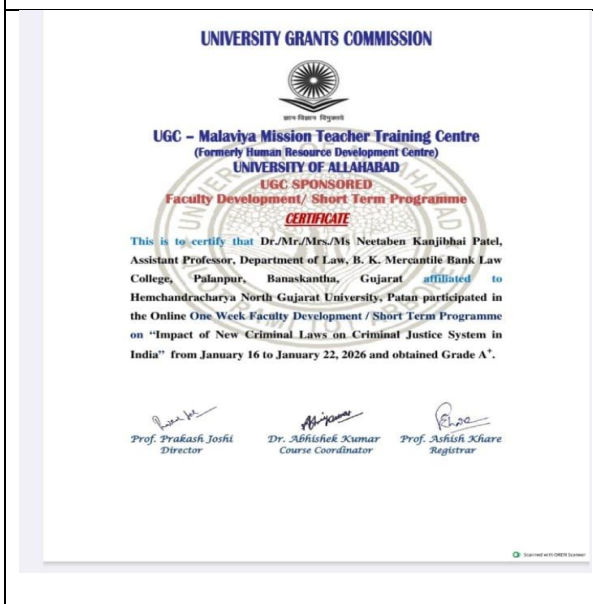 UNIVERSITY GRANTS COMMISSION
ज्ञान-विज्ञान विमुक्तये
UGC – Malaviya Mission Teacher Training Centre
(Formerly Human Resource Development Centre)
UNIVERSITY OF ALLAHABAD
UGC SPONSORED
Faculty Development/ Short Term Programme
CERTIFICATE
This is to certify that Dr./Mr./Mrs./Ms Neetaben Kanjibhai Patel,
Assistant Professor, Department of Law, B. K. Mercantile Bank Law
College, Palanpur, Banaskantha, Gujarat affiliated to
Hemchandracharya North Gujarat University, Patan participated in
the Online One Week Faculty Development / Short Term Programme
on “Impact of New Criminal Laws on Criminal Justice System in
India” from January 16 to January 22, 2026 and obtained Grade A⁺.
Prof. Prakash Joshi Dr. Abhishek Kumar Prof. Ashish Khare
Director Course Coordinator Registrar
Scanned with OKEN Scanner